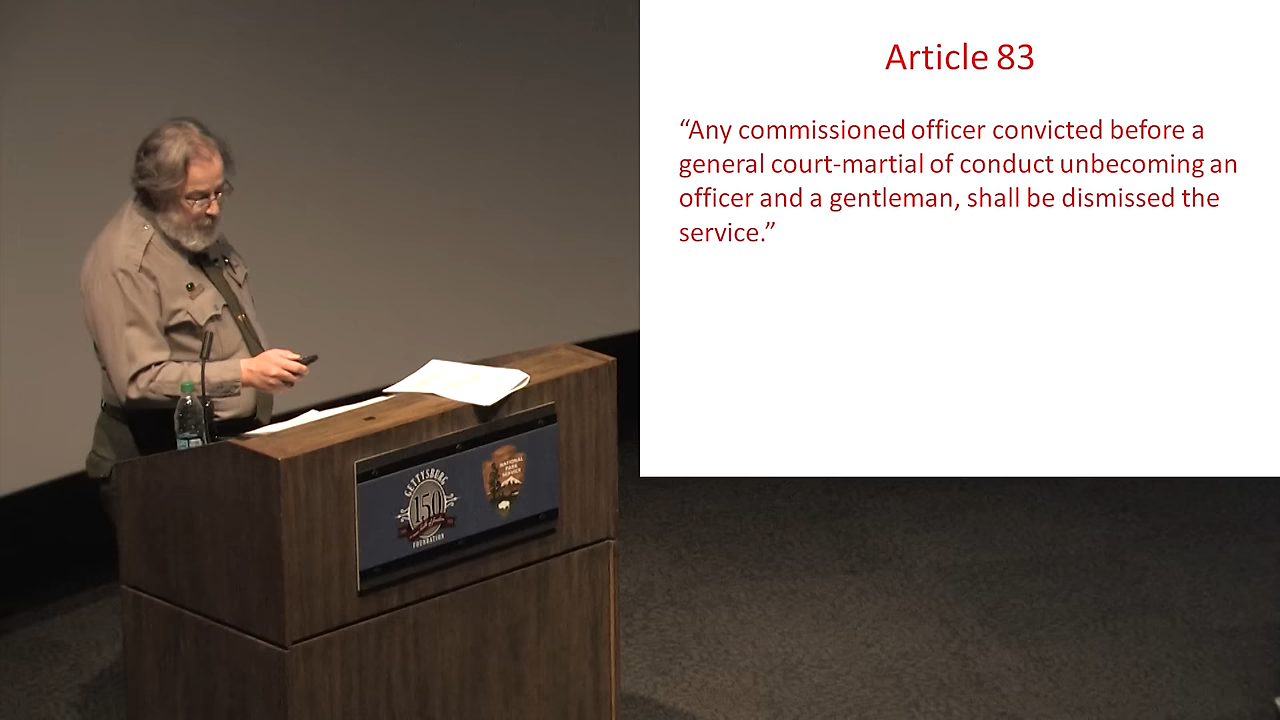 Article 83
“Any commissioned officer convicted before a
general court-martial of conduct unbecoming an
officer and a gentleman, shall be dismissed the
service.”
GETTYSBURG
150
FOUNDATION
NATIONAL
PARK
SERVICE